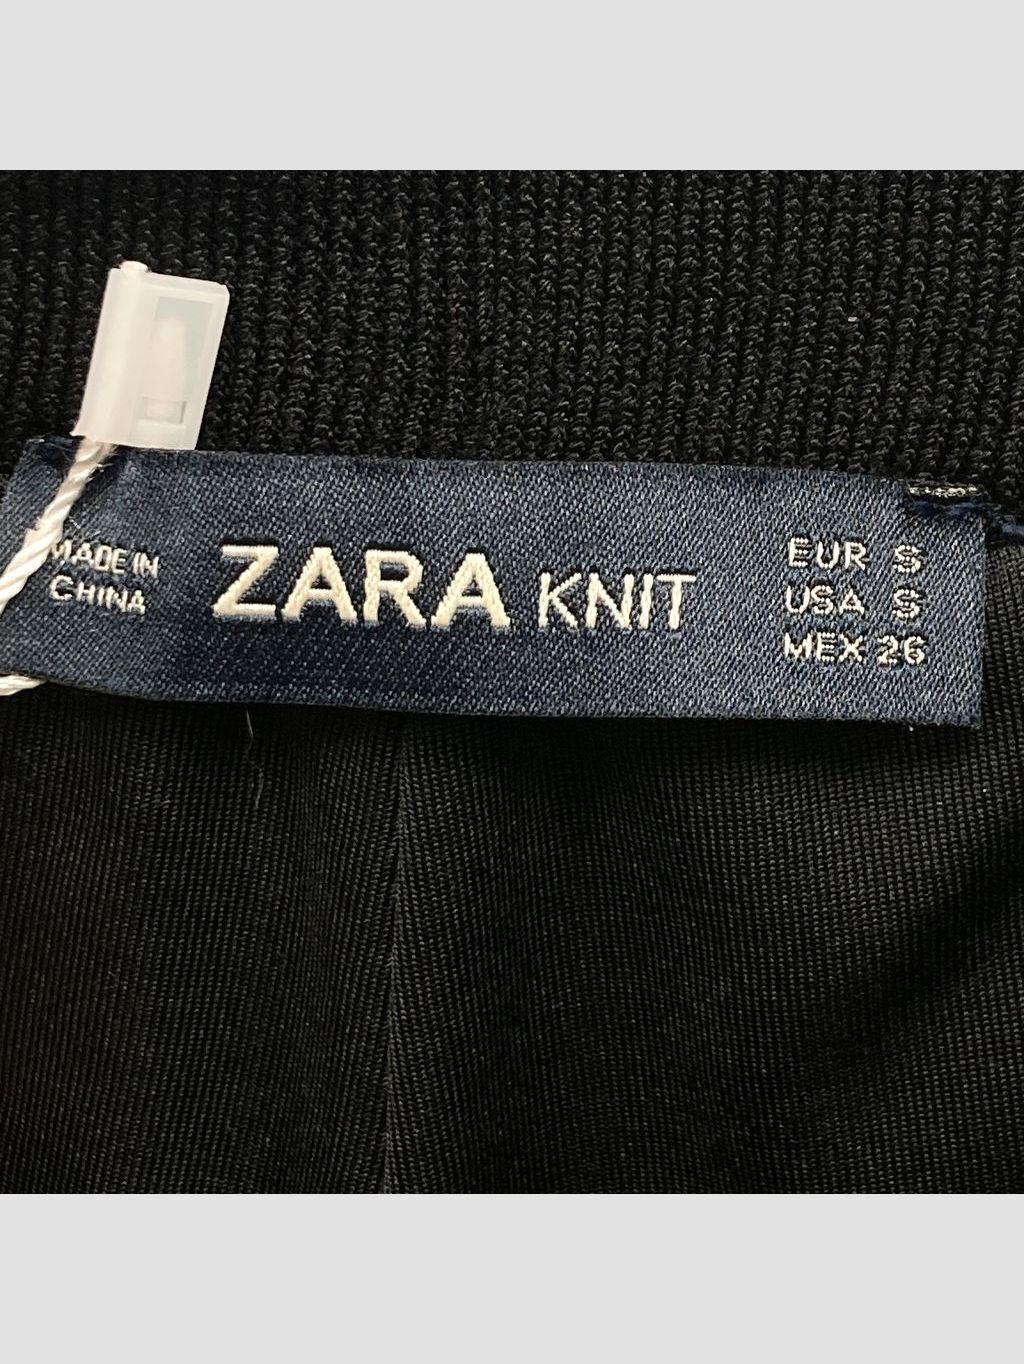 MADE IN
CHINA
ZARA KNIT
EUR S
USA S
MEX 26